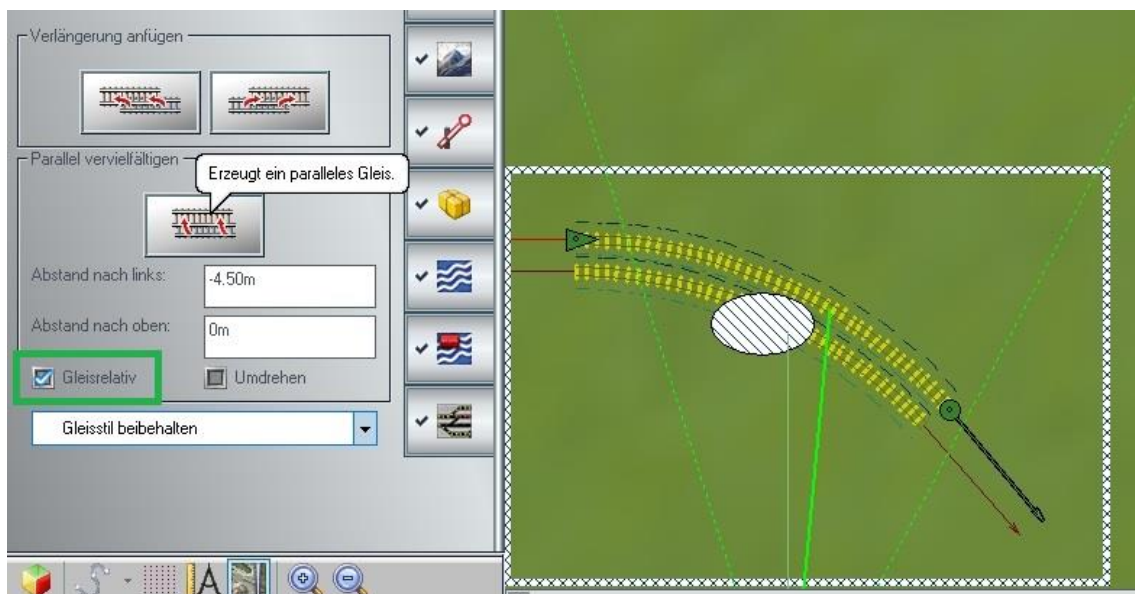 Verlängerung anfügen
Parallel vervielfältigen
Erzeugt ein paralleles Gleis.
Abstand nach links:
-4.50m
Abstand nach oben:
0m
Gleisrelativ
Umdrehen
Gleisstil beibehalten
A